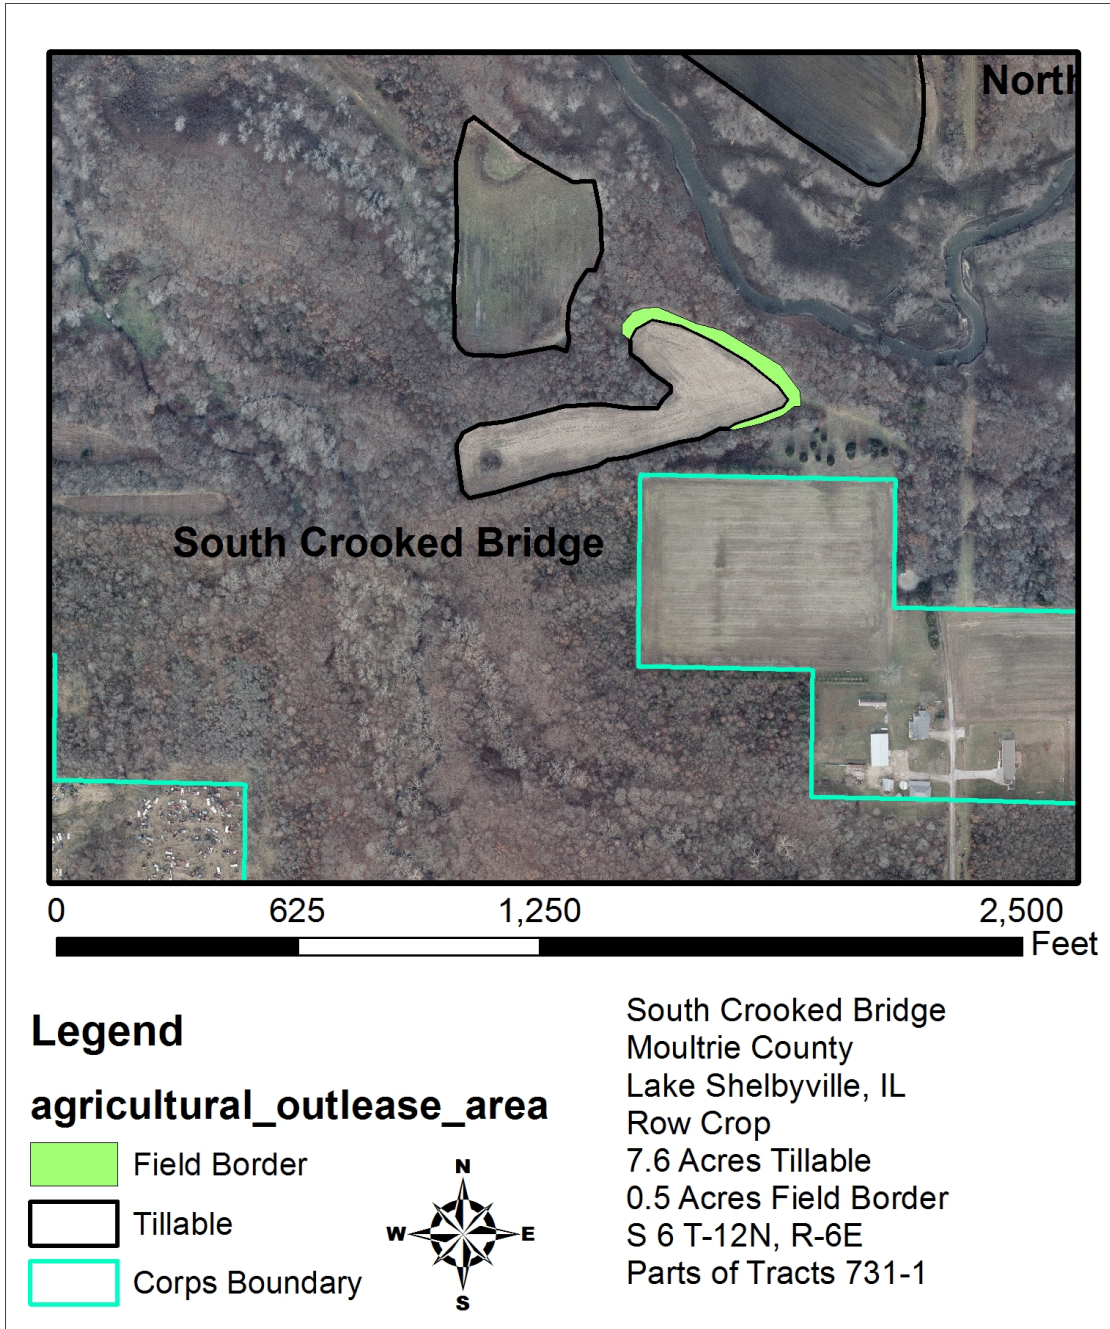 North
South Crooked Bridge
0 625 1,250 2,500
Feet
Legend
agricultural_outlease_area
Field Border
Tillable
Corps Boundary
N
W E
S
South Crooked Bridge
Moultrie County
Lake Shelbyville, IL
Row Crop
7.6 Acres Tillable
0.5 Acres Field Border
S 6 T-12N, R-6E
Parts of Tracts 731-1